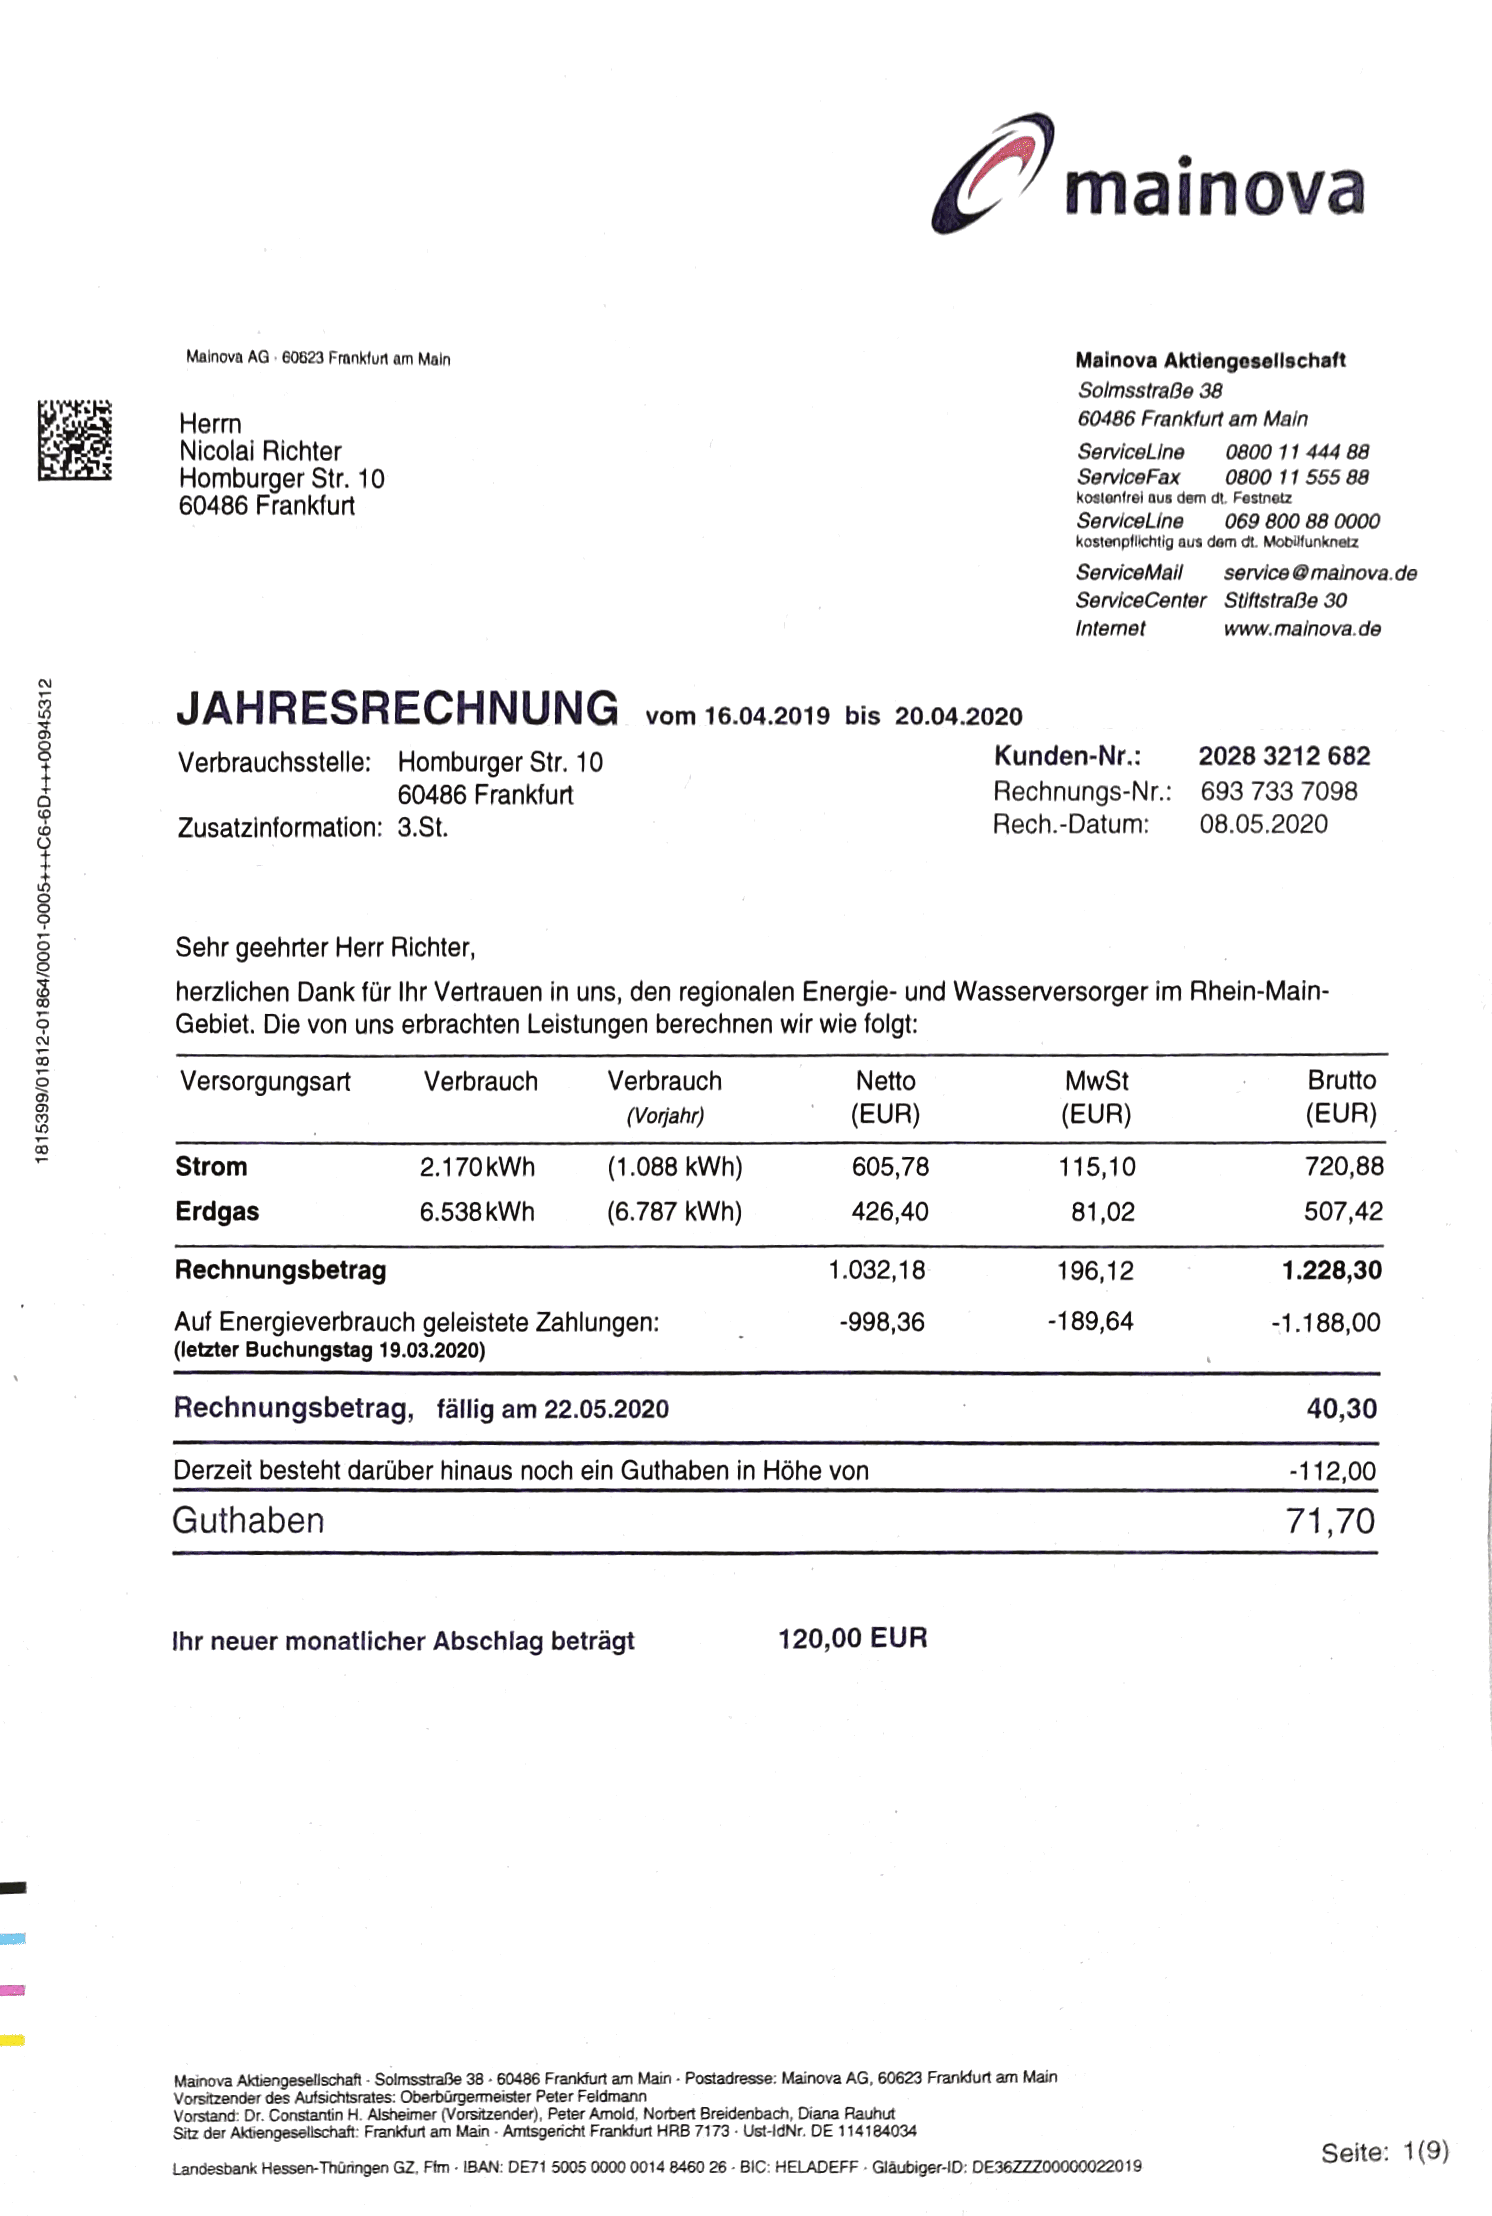 mainova
Mainova AG · 60623 Frankfurt am Main
Herrn
Nicolai Richter
Homburger Str. 10
60486 Frankfurt
Mainova Aktiengesellschaft
Solmsstraße 38
60486 Frankfurt am Main
ServiceLine 0800 11 444 88
ServiceFax 0800 11 555 88
kostenfrei aus dem dt. Festnetz
ServiceLine 069 800 88 0000
kostenpflichtig aus dem dt. Mobilfunknetz
ServiceMail service@mainova.de
ServiceCenter Stiftstraße 30
Internet www.mainova.de
1815399/01812-01864/0001-0005+++C6-6D+++00945312
JAHRESRECHNUNG vom 16.04.2019 bis 20.04.2020
Verbrauchsstelle: Homburger Str. 10
60486 Frankfurt
Zusatzinformation: 3.St.
Kunden-Nr.: 2028 3212 682
Rechnungs-Nr.: 693 733 7098
Rech.-Datum: 08.05.2020
Sehr geehrter Herr Richter,
herzlichen Dank für Ihr Vertrauen in uns, den regionalen Energie- und Wasserversorger im Rhein-Main-
Gebiet. Die von uns erbrachten Leistungen berechnen wir wie folgt:
Versorgungsart Verbrauch Verbrauch Netto MwSt Brutto
(Vorjahr) (EUR) (EUR) (EUR)
Strom 2.170 kWh (1.088 kWh) 605,78 115,10 720,88
Erdgas 6.538 kWh (6.787 kWh) 426,40 81,02 507,42
Rechnungsbetrag 1.032,18 196,12 1.228,30
Auf Energieverbrauch geleistete Zahlungen: -998,36 -189,64 -1.188,00
(letzter Buchungstag 19.03.2020)
Rechnungsbetrag, fällig am 22.05.2020 40,30
Derzeit besteht darüber hinaus noch ein Guthaben in Höhe von -112,00
Guthaben 71,70
Ihr neuer monatlicher Abschlag beträgt 120,00 EUR
Mainova Aktiengesellschaft · Solmsstraße 38 · 60486 Frankfurt am Main · Postadresse: Mainova AG, 60623 Frankfurt am Main
Vorsitzender des Aufsichtsrates: Oberbürgermeister Peter Feldmann
Vorstand: Dr. Constantin H. Alsheimer (Vorsitzender), Peter Arnold, Norbert Breidenbach, Diana Rauhut
Sitz der Aktiengesellschaft: Frankfurt am Main · Amtsgericht Frankfurt HRB 7173 · Ust-IdNr. DE 114184034
Landesbank Hessen-Thüringen GZ, Ffm · IBAN: DE71 5005 0000 0014 8460 26 · BIC: HELADEFF · Gläubiger-ID: DE36ZZZ00000022019
Seite: 1(9)